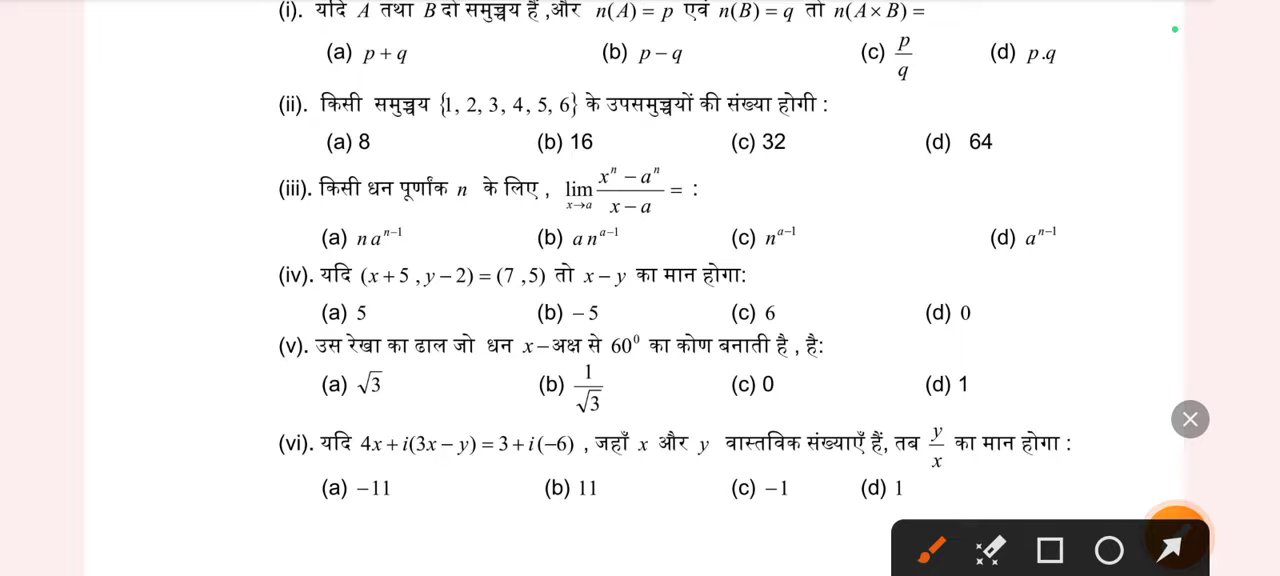 (i). यदि A तथा B दो समुच्चय हैं ,और n(A) = p एवं n(B) = q तो n(A × B) =
(a) p + q (b) p − q (c) p/q (d) p.q
(ii). किसी समुच्चय {1, 2, 3, 4, 5, 6} के उपसमुच्चयों की संख्या होगी :
(a) 8 (b) 16 (c) 32 (d) 64
(iii). किसी धन पूर्णांक n के लिए , lim x→a (xⁿ − aⁿ)/(x − a) = :
(a) n aⁿ⁻¹ (b) a nᵃ⁻¹ (c) nᵃ⁻¹ (d) aⁿ⁻¹
(iv). यदि (x + 5 , y − 2) = (7 ,5) तो x − y का मान होगा:
(a) 5 (b) − 5 (c) 6 (d) 0
(v). उस रेखा का ढाल जो धन x − अक्ष से 60⁰ का कोण बनाती है , है:
(a) √3 (b) 1/√3 (c) 0 (d) 1
(vi). यदि 4x + i(3x − y) = 3 + i(−6) , जहाँ x और y वास्तविक संख्याएँ हैं, तब y/x का मान होगा :
(a) −11 (b) 11 (c) −1 (d) 1